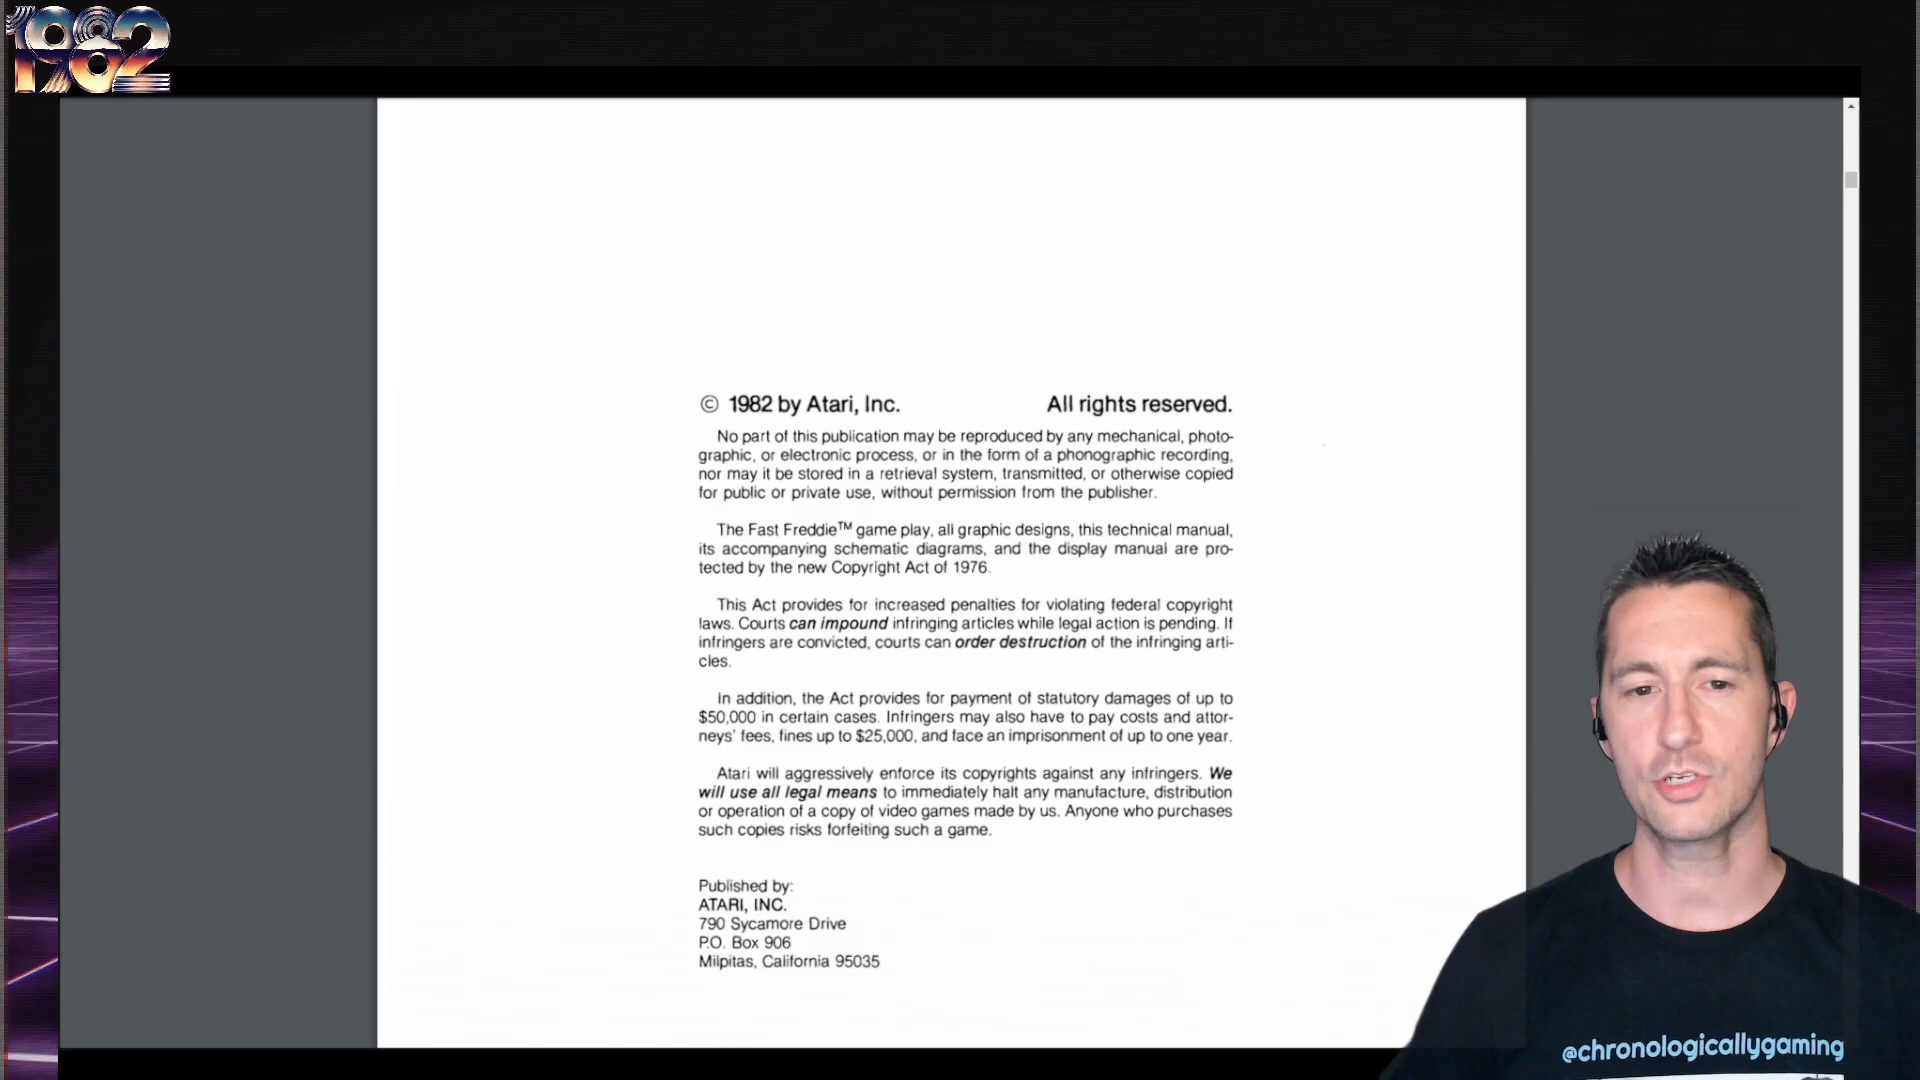 1982
© 1982 by Atari, Inc. All rights reserved.
No part of this publication may be reproduced by any mechanical, photo-
graphic, or electronic process, or in the form of a phonographic recording,
nor may it be stored in a retrieval system, transmitted, or otherwise copied
for public or private use, without permission from the publisher.
The Fast Freddie™ game play, all graphic designs, this technical manual,
its accompanying schematic diagrams, and the display manual are pro-
tected by the new Copyright Act of 1976.
This Act provides for increased penalties for violating federal copyright
laws. Courts can impound infringing articles while legal action is pending. If
infringers are convicted, courts can order destruction of the infringing arti-
cles.
In addition, the Act provides for payment of statutory damages of up to
$50,000 in certain cases. Infringers may also have to pay costs and attor-
neys' fees, fines up to $25,000, and face an imprisonment of up to one year.
Atari will aggressively enforce its copyrights against any infringers. We
will use all legal means to immediately halt any manufacture, distribution
or operation of a copy of video games made by us. Anyone who purchases
such copies risks forfeiting such a game.
Published by:
ATARI, INC.
790 Sycamore Drive
P.O. Box 906
Milpitas, California 95035
@chronologicallygaming